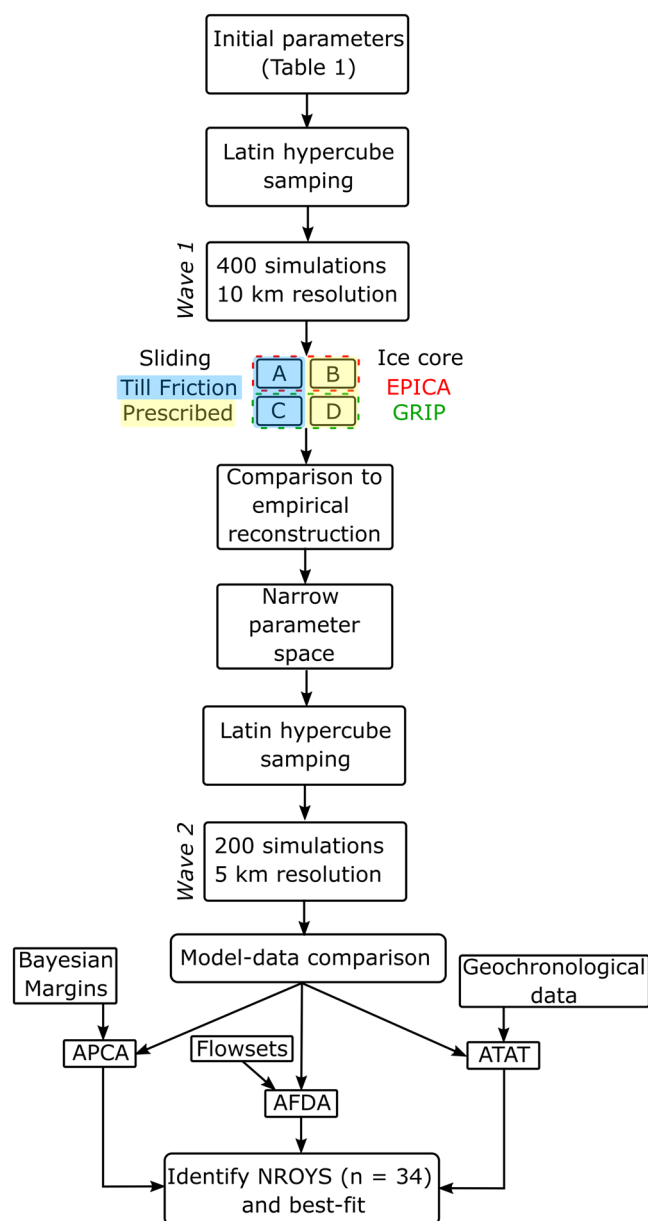 Initial parameters
(Table 1)
Latin hypercube
samping
Wave 1
400 simulations
10 km resolution
Sliding
Till Friction
Prescribed
A
B
C
D
Ice core
EPICA
GRIP
Comparison to
empirical
reconstruction
Narrow
parameter
space
Latin hypercube
samping
Wave 2
200 simulations
5 km resolution
Model-data comparison
Bayesian
Margins
Geochronological
data
APCA
Flowsets
ATAT
AFDA
Identify NROYS (n = 34)
and best-fit